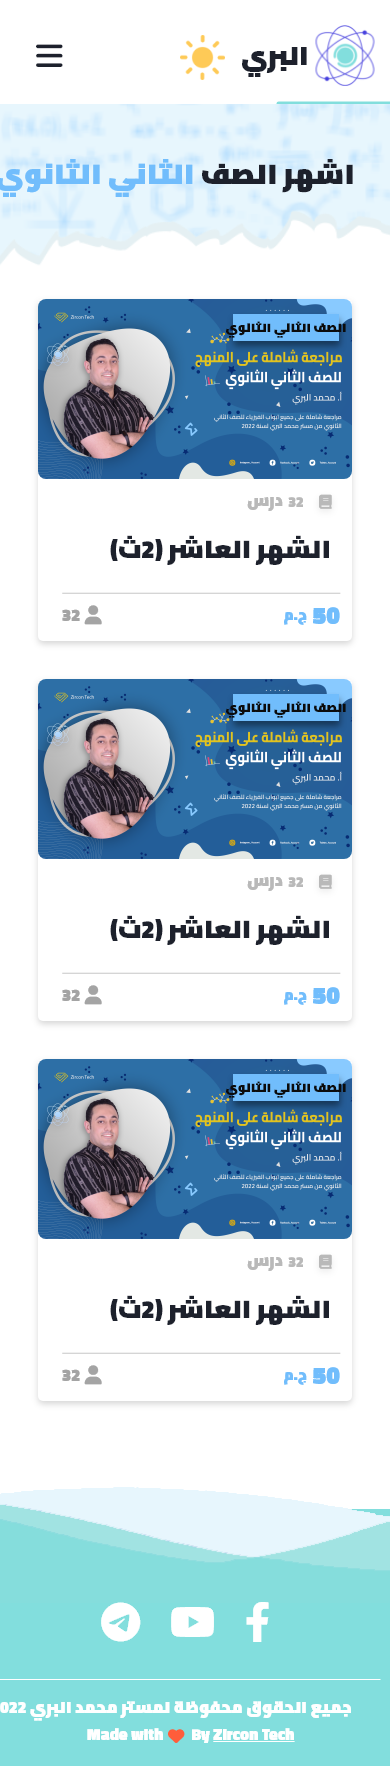 البري
اشهر الصف الثاني الثانوي
Zircon Tech
الصف الثاني الثانوي
مراجعة شاملة على المنهج
للصف الثاني الثانوي
أ. محمد البري
مراجعة شاملة على جميع ابواب الفيزياء للصف الثاني
الثانوي من مستر محمد البري لسنة 2022
32 درس
الشهر العاشر (2ث)
50 ج.م
32
Zircon Tech
الصف الثاني الثانوي
مراجعة شاملة على المنهج
للصف الثاني الثانوي
أ. محمد البري
مراجعة شاملة على جميع ابواب الفيزياء للصف الثاني
الثانوي من مستر محمد البري لسنة 2022
32 درس
الشهر العاشر (2ث)
50 ج.م
32
Zircon Tech
الصف الثاني الثانوي
مراجعة شاملة على المنهج
للصف الثاني الثانوي
أ. محمد البري
مراجعة شاملة على جميع ابواب الفيزياء للصف الثاني
الثانوي من مستر محمد البري لسنة 2022
32 درس
الشهر العاشر (2ث)
50 ج.م
32
جميع الحقوق محفوظة لمستر محمد البري 022
Made with By Zircon Tech